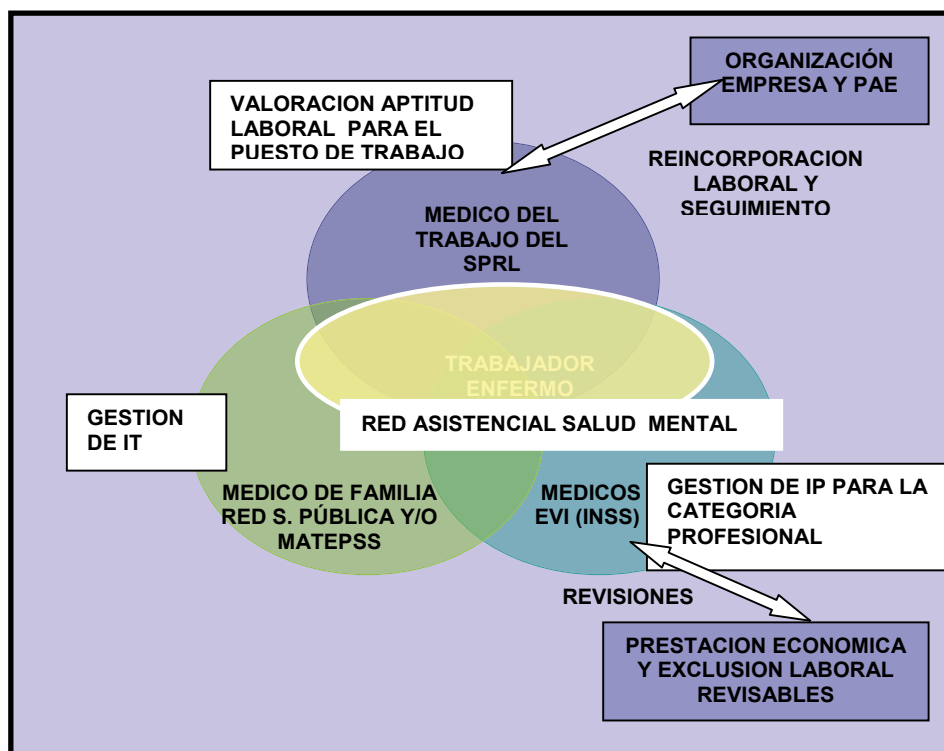 ORGANIZACIÓN
EMPRESA Y PAE
VALORACION APTITUD
LABORAL PARA EL
PUESTO DE TRABAJO
REINCORPORACION
LABORAL Y
SEGUIMIENTO
MEDICO DEL
TRABAJO DEL
SPRL
TRABAJADOR
ENFERMO
GESTION
DE IT
RED ASISTENCIAL SALUD MENTAL
MEDICO DE FAMILIA
RED S. PÚBLICA Y/O
MATEPSS
MEDICOS
EVI (INSS)
GESTION DE IP PARA LA
CATEGORIA
PROFESIONAL
REVISIONES
PRESTACION ECONOMICA
Y EXCLUSION LABORAL
REVISABLES